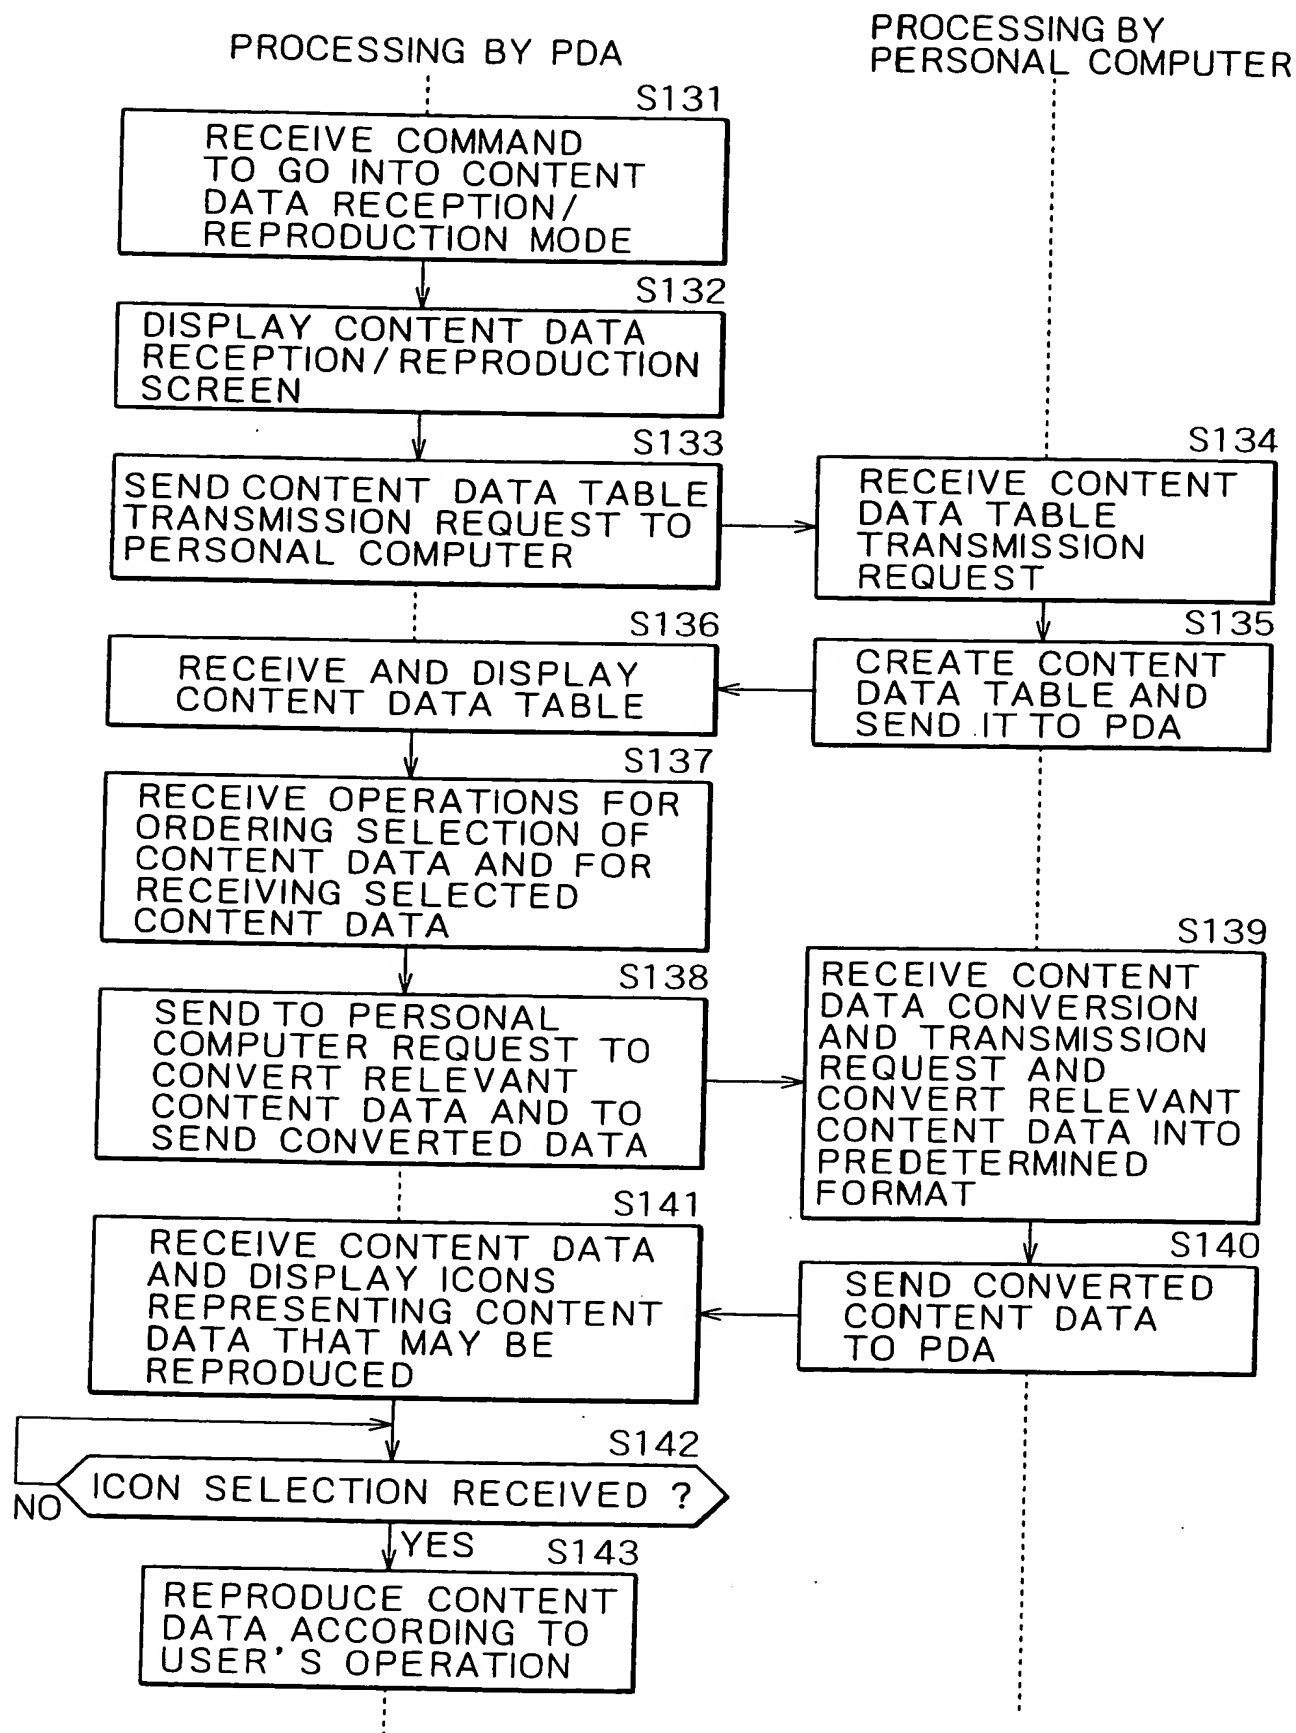 PROCESSING BY PDA
PROCESSING BY
PERSONAL COMPUTER
S131
RECEIVE COMMAND
TO GO INTO CONTENT
DATA RECEPTION/
REPRODUCTION MODE
S132
DISPLAY CONTENT DATA
RECEPTION/REPRODUCTION
SCREEN
S133
SEND CONTENT DATA TABLE
TRANSMISSION REQUEST TO
PERSONAL COMPUTER
S134
RECEIVE CONTENT
DATA TABLE
TRANSMISSION
REQUEST
S135
CREATE CONTENT
DATA TABLE AND
SEND IT TO PDA
S136
RECEIVE AND DISPLAY
CONTENT DATA TABLE
S137
RECEIVE OPERATIONS FOR
ORDERING SELECTION OF
CONTENT DATA AND FOR
RECEIVING SELECTED
CONTENT DATA
S138
SEND TO PERSONAL
COMPUTER REQUEST TO
CONVERT RELEVANT
CONTENT DATA AND TO
SEND CONVERTED DATA
S139
RECEIVE CONTENT
DATA CONVERSION
AND TRANSMISSION
REQUEST AND
CONVERT RELEVANT
CONTENT DATA INTO
PREDETERMINED
FORMAT
S140
SEND CONVERTED
CONTENT DATA
TO PDA
S141
RECEIVE CONTENT DATA
AND DISPLAY ICONS
REPRESENTING CONTENT
DATA THAT MAY BE
REPRODUCED
S142
ICON SELECTION RECEIVED ?
NO
YES
S143
REPRODUCE CONTENT
DATA ACCORDING TO
USER'S OPERATION